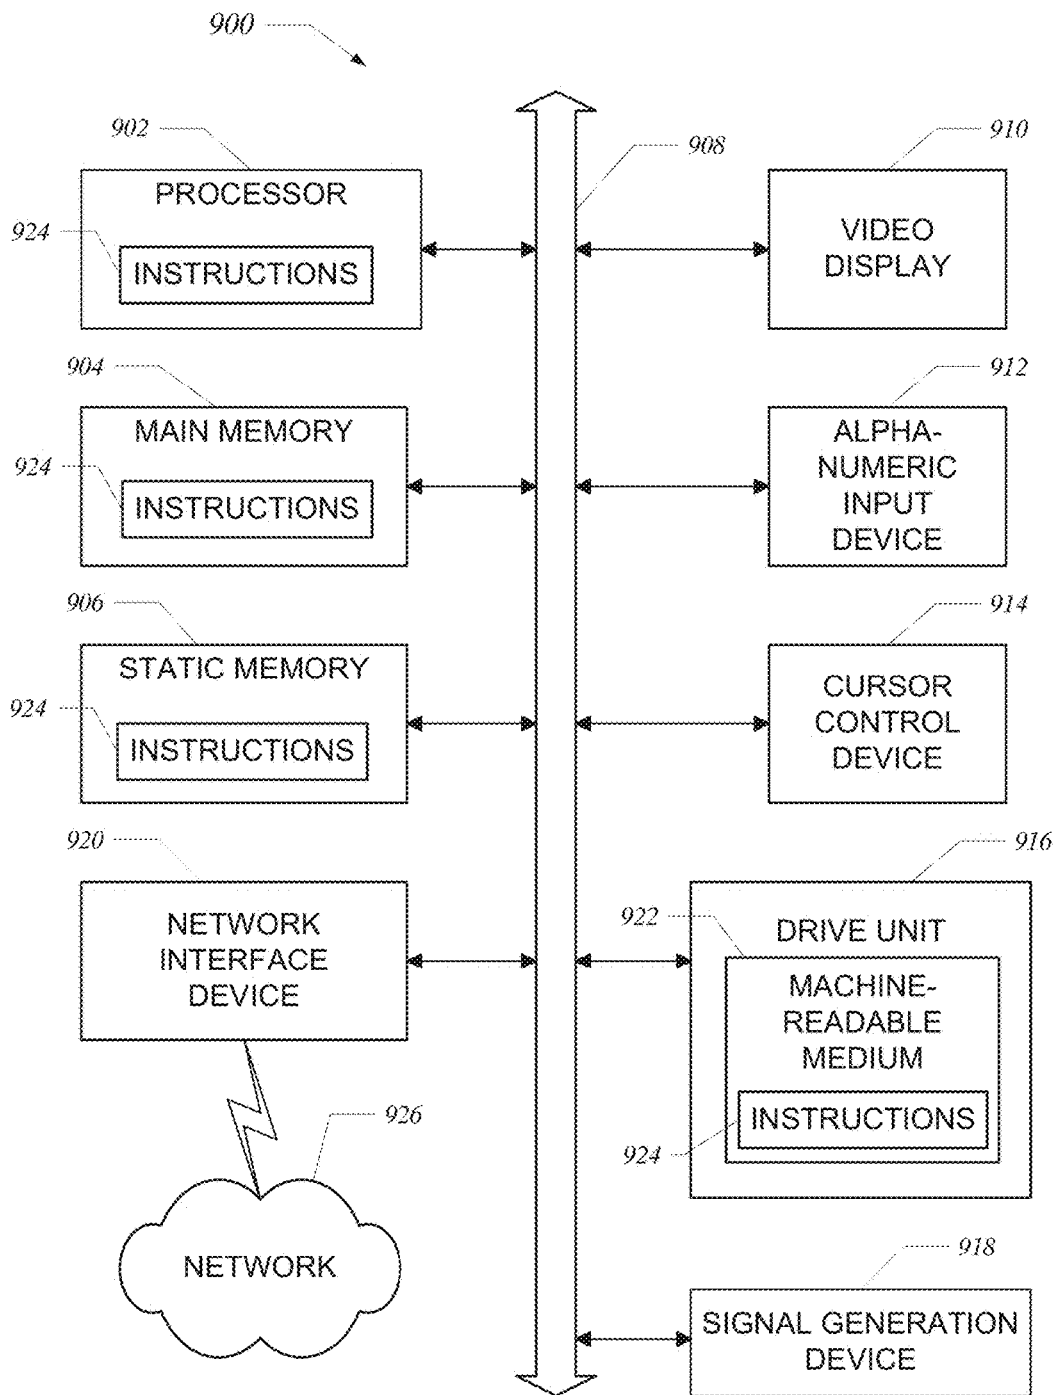 900
902
PROCESSOR
924
INSTRUCTIONS
904
MAIN MEMORY
924
INSTRUCTIONS
906
STATIC MEMORY
924
INSTRUCTIONS
920
NETWORK
INTERFACE
DEVICE
926
NETWORK
908
910
VIDEO
DISPLAY
912
ALPHA-
NUMERIC
INPUT
DEVICE
914
CURSOR
CONTROL
DEVICE
916
DRIVE UNIT
922
MACHINE-
READABLE
MEDIUM
INSTRUCTIONS
924
918
SIGNAL GENERATION
DEVICE